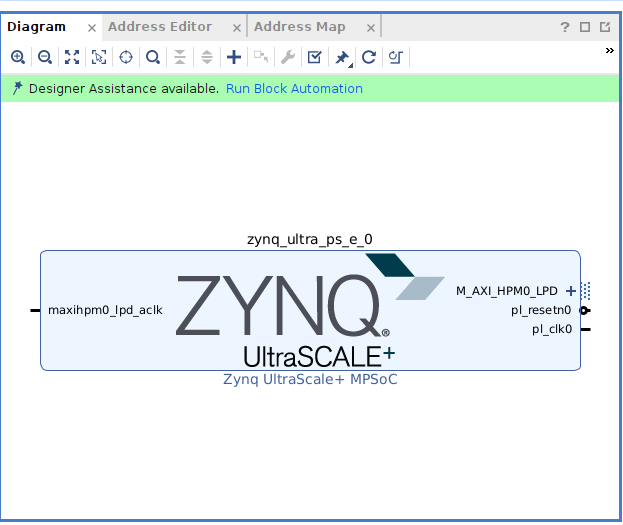 Diagram × Address Editor × Address Map × ? 
»
Designer Assistance available. Run Block Automation
zynq_ultra_ps_e_0
ZYNQ®
UltraSCALE+
maxihpm0_lpd_aclk
M_AXI_HPM0_LPD
pl_resetn0
pl_clk0
Zynq UltraScale+ MPSoC